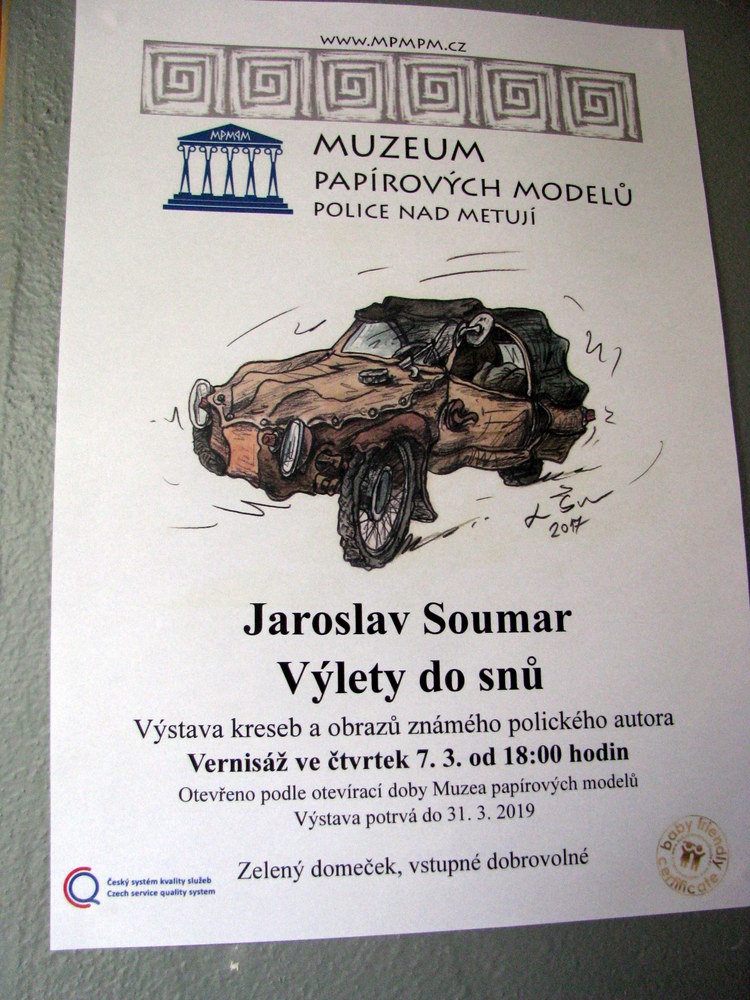 www.mpmpm.cz
MPMPM
MUZEUM
PAPÍROVÝCH MODELŮ
POLICE NAD METUJÍ
2017
Jaroslav Soumar
Výlety do snů
Výstava kreseb a obrazů známého polického autora
Vernisáž ve čtvrtek 7. 3. od 18:00 hodin
Otevřeno podle otevírací doby Muzea papírových modelů
Výstava potrvá do 31. 3. 2019
Zelený domeček, vstupné dobrovolné
Český systém kvality služeb
Czech service quality system
baby friendly
certificate